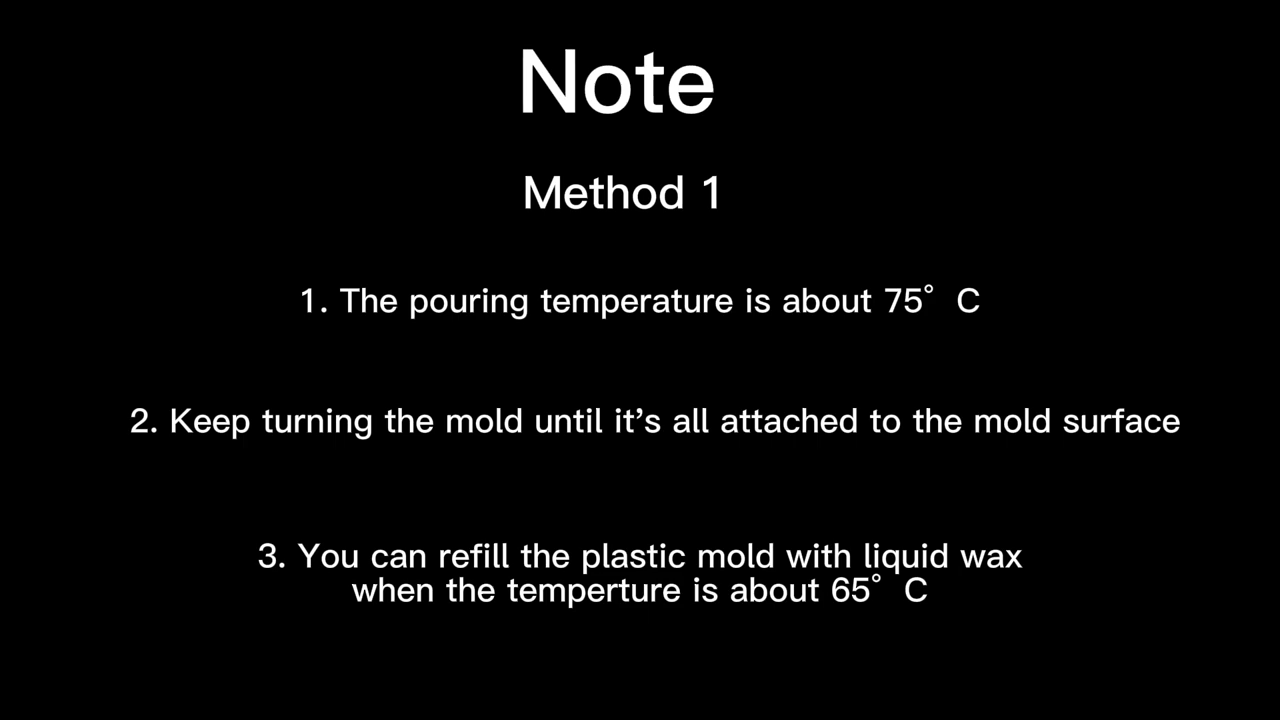 Note
Method 1
1. The pouring temperature is about 75° C
2. Keep turning the mold until it’s all attached to the mold surface
3. You can refill the plastic mold with liquid wax
when the temperture is about 65° C